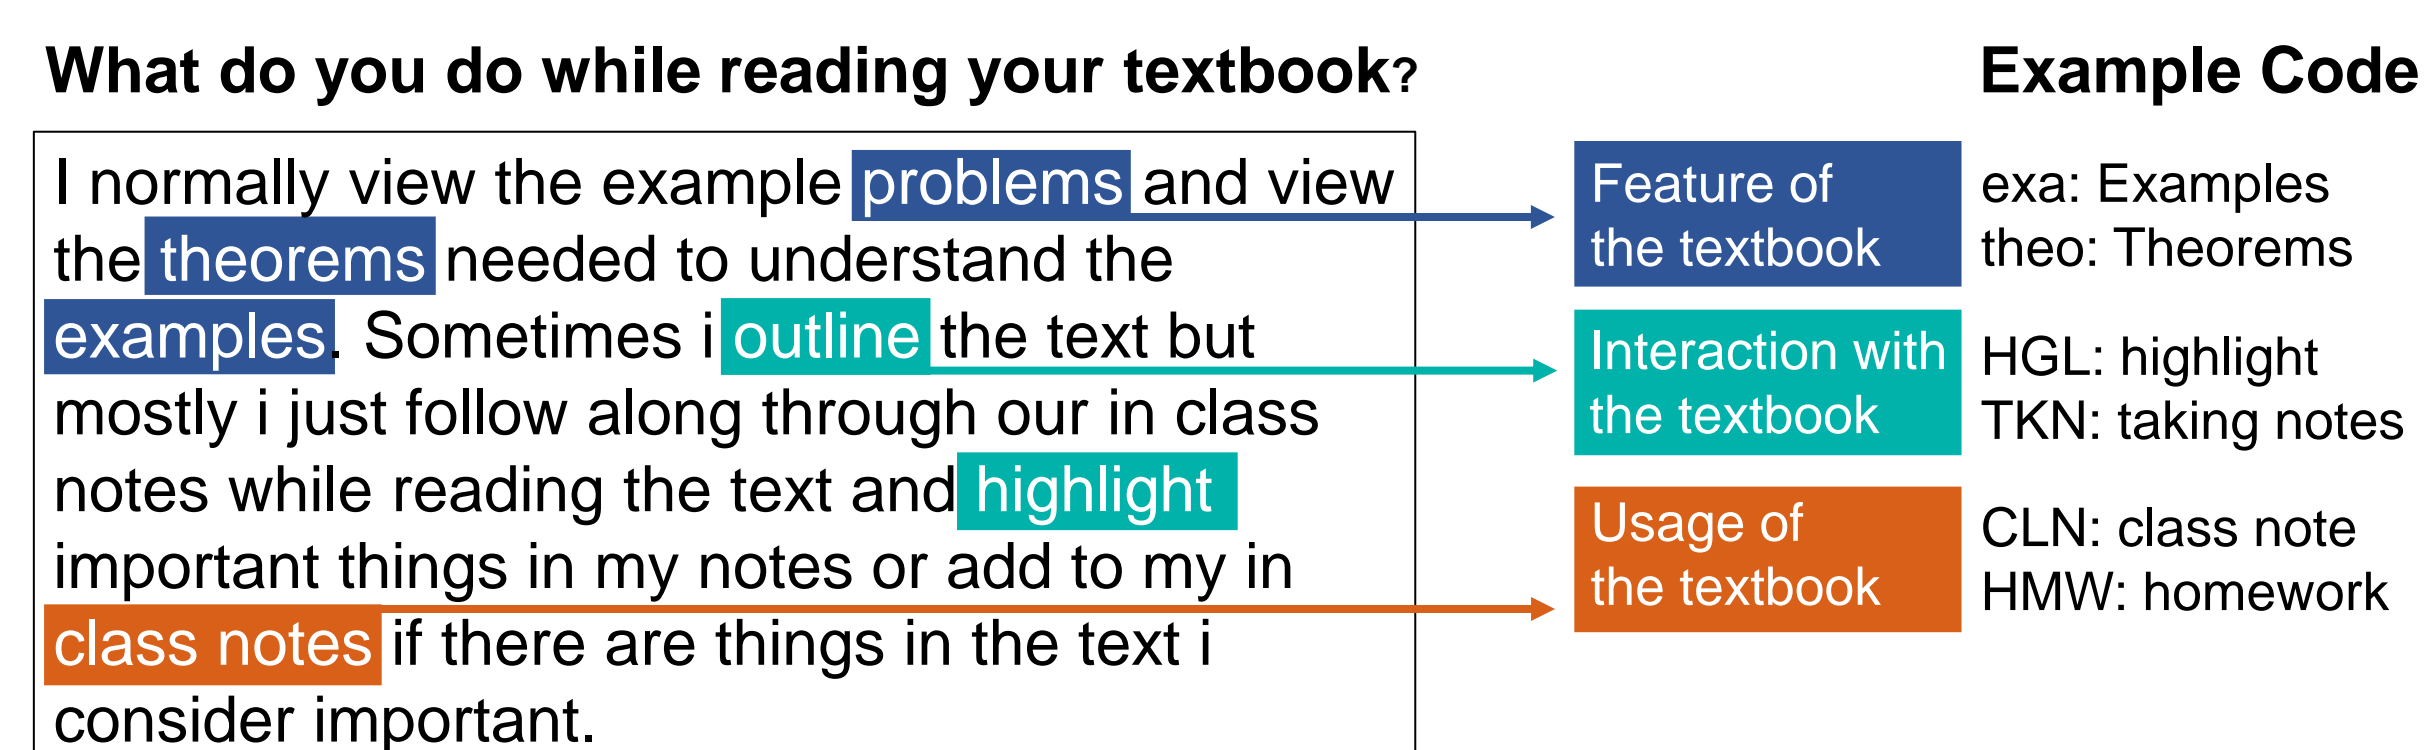 What do you do while reading your textbook?
I normally view the example problems and view
the theorems needed to understand the
examples. Sometimes i outline the text but
mostly i just follow along through our in class
notes while reading the text and highlight
important things in my notes or add to my in
class notes if there are things in the text i
consider important.
Example Code
Feature of
the textbook
exa: Examples
theo: Theorems
Interaction with
the textbook
HGL: highlight
TKN: taking notes
Usage of
the textbook
CLN: class note
HMW: homework